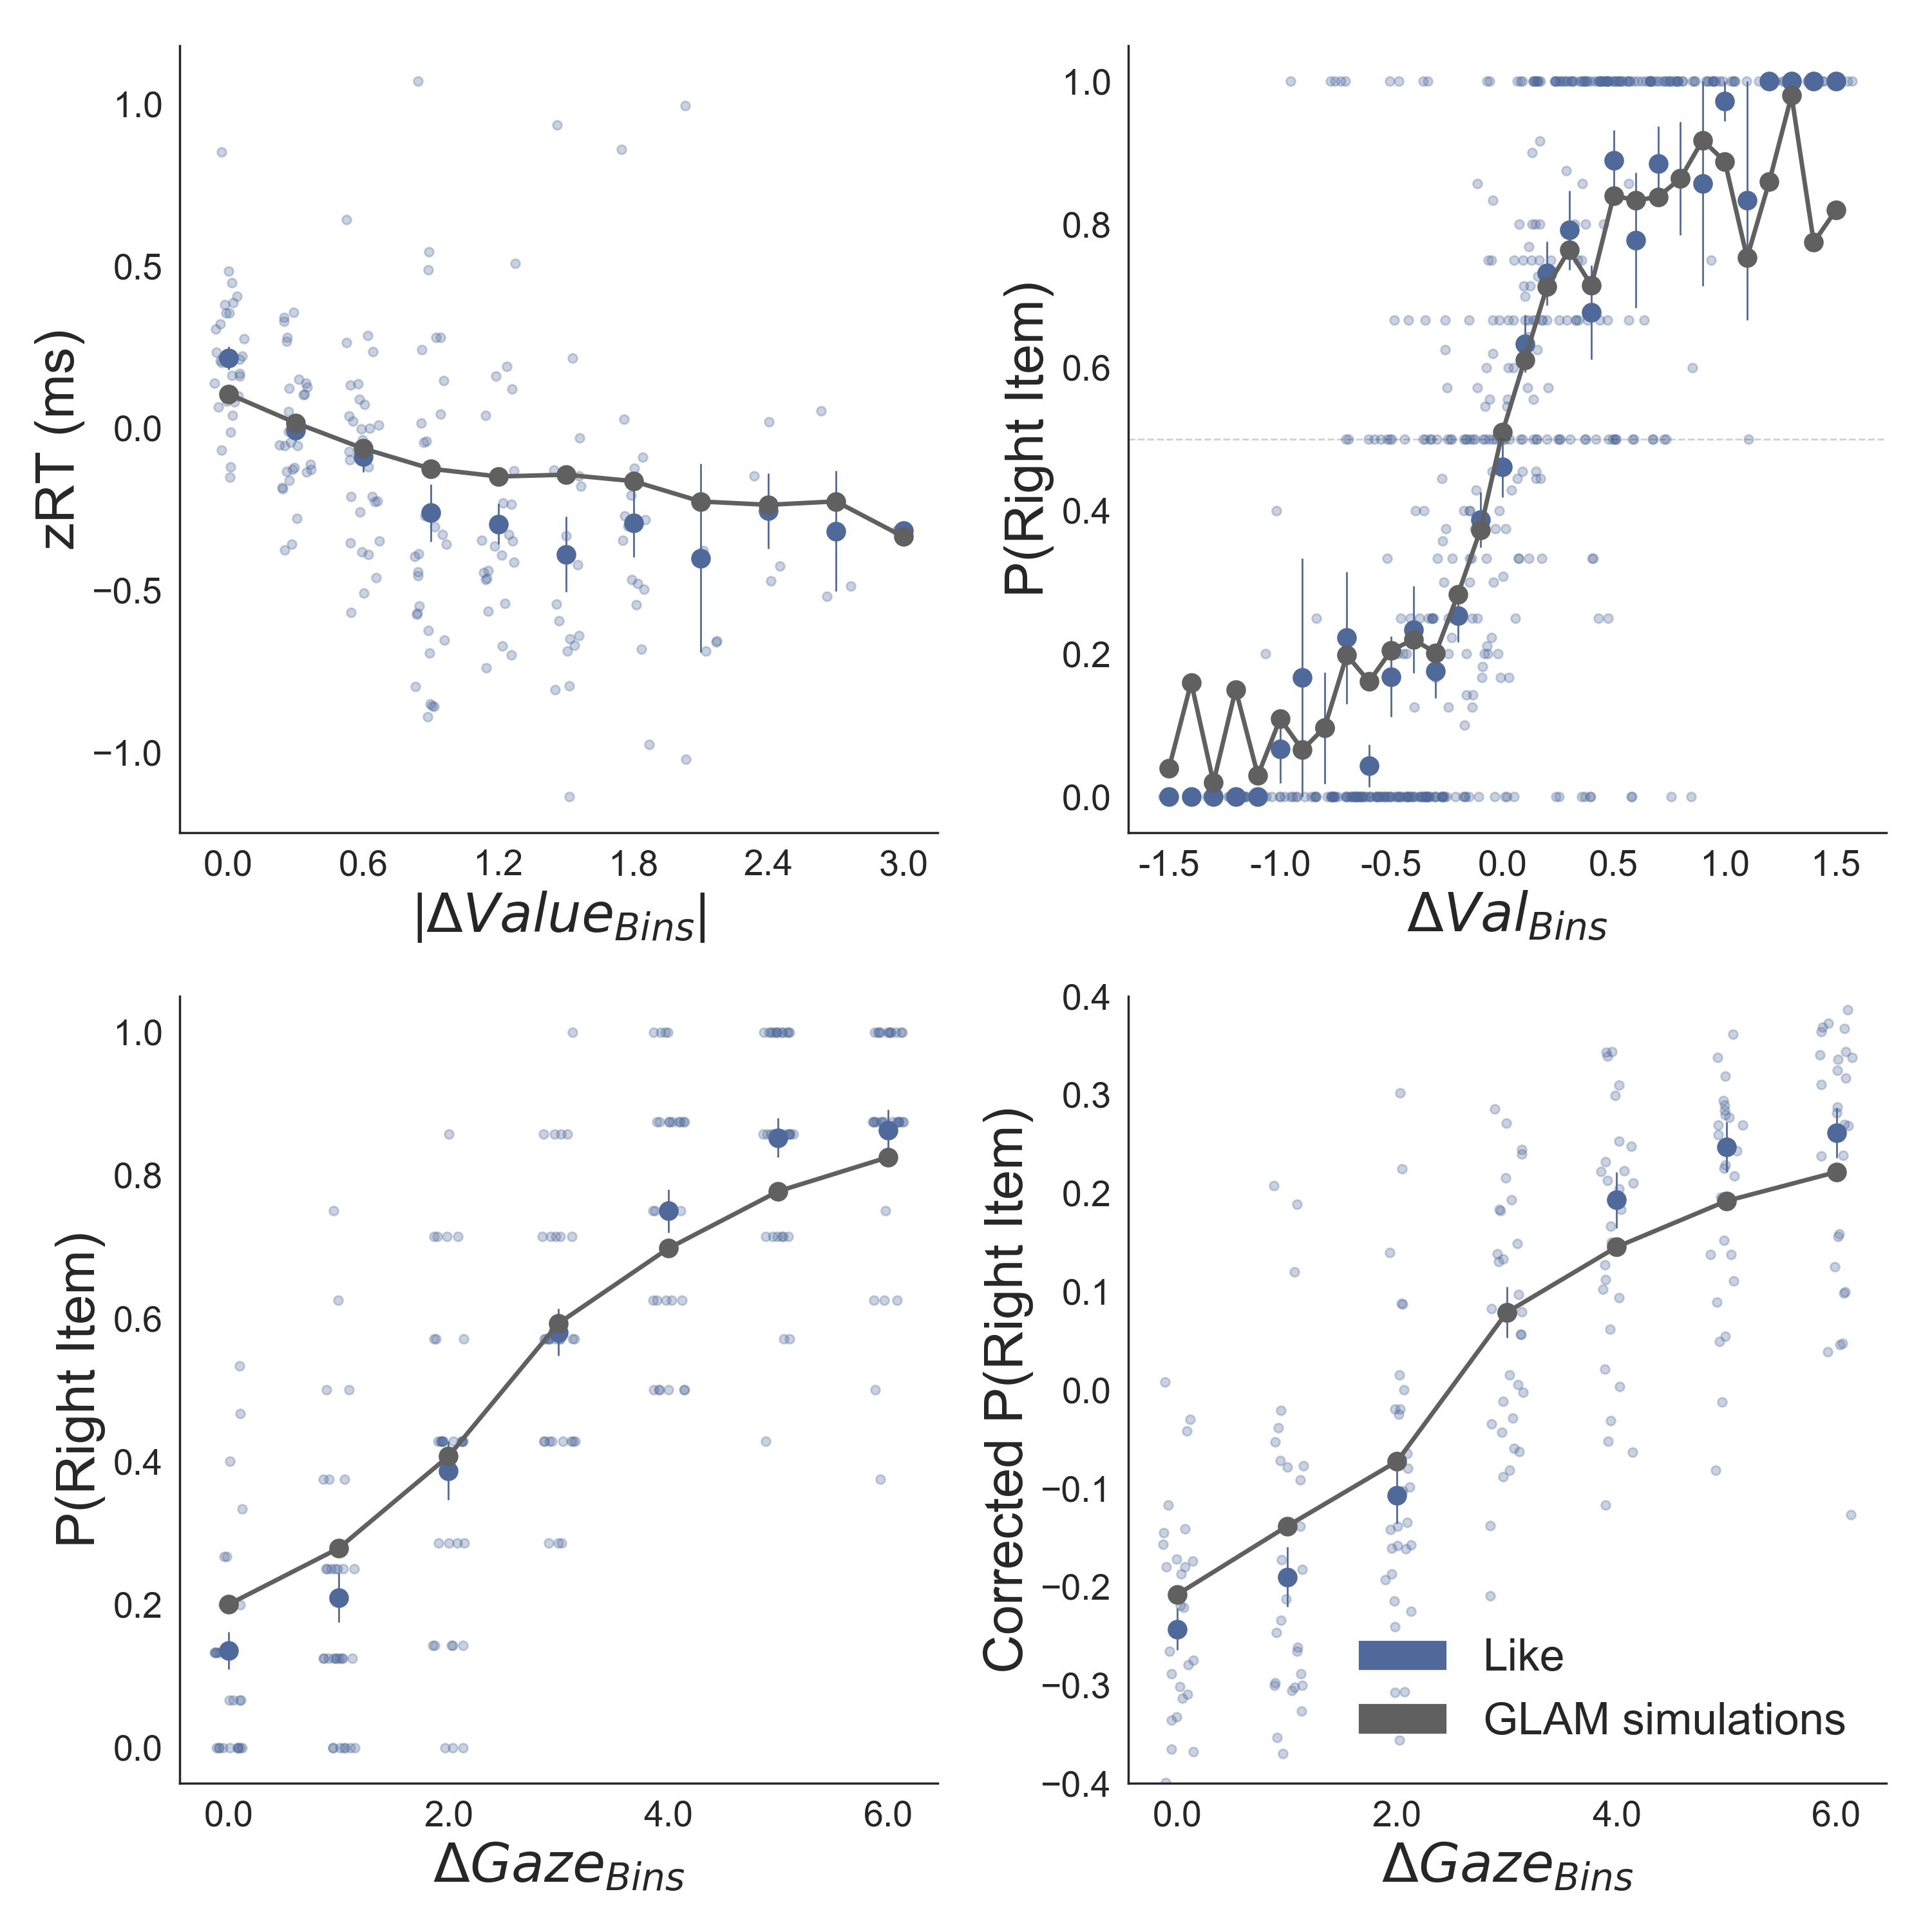 zRT (ms)
1.0
0.5
0.0
−0.5
−1.0
0.0 0.6 1.2 1.8 2.4 3.0
|ΔValue_Bins|
P(Right Item)
1.0
0.8
0.6
0.4
0.2
0.0
-1.5 -1.0 -0.5 0.0 0.5 1.0 1.5
ΔVal_Bins
P(Right Item)
1.0
0.8
0.6
0.4
0.2
0.0
0.0 2.0 4.0 6.0
ΔGaze_Bins
Corrected P(Right Item)
0.4
0.3
0.2
0.1
0.0
−0.1
−0.2
−0.3
−0.4
Like
GLAM simulations
0.0 2.0 4.0 6.0
ΔGaze_Bins